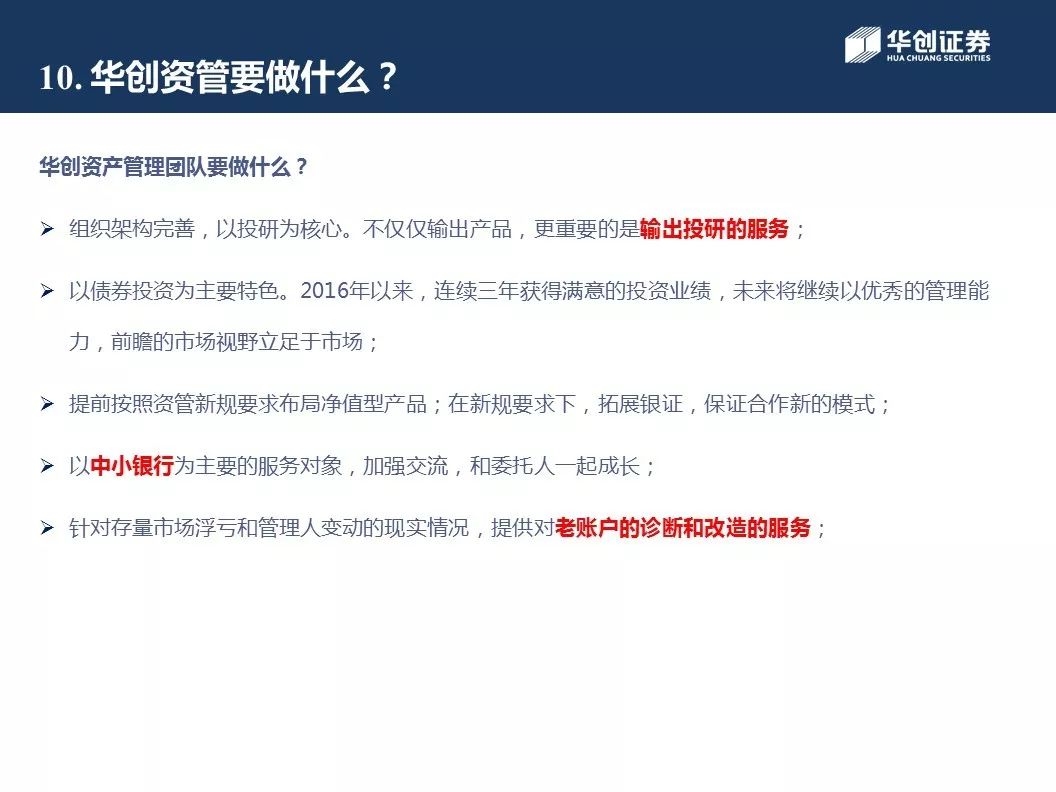 华创证券
HUA CHUANG SECURITIES
10. 华创资管要做什么？
华创资产管理团队要做什么？
组织架构完善，以投研为核心。不仅仅输出产品，更重要的是输出投研的服务；
以债券投资为主要特色。2016年以来，连续三年获得满意的投资业绩，未来将继续以优秀的管理能
力，前瞻的市场视野立足于市场；
提前按照资管新规要求布局净值型产品；在新规要求下，拓展银证，保证合作新的模式；
以中小银行为主要的服务对象，加强交流，和委托人一起成长；
针对存量市场浮亏和管理人变动的现实情况，提供对老账户的诊断和改造的服务；